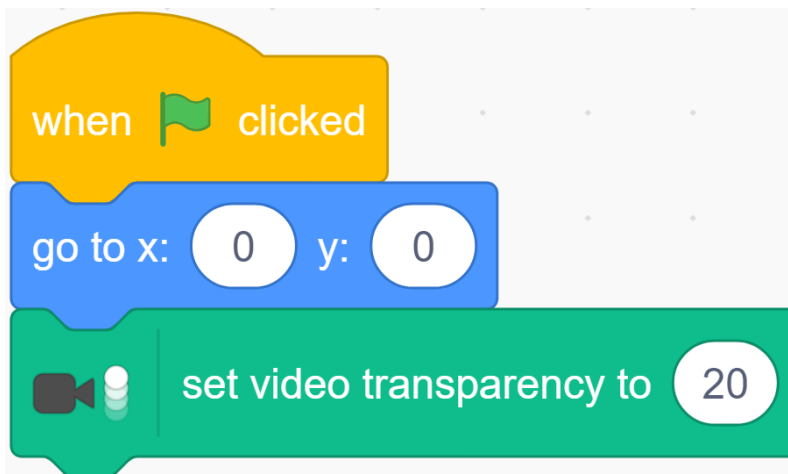 when clicked
go to x: 0 y: 0
set video transparency to 20